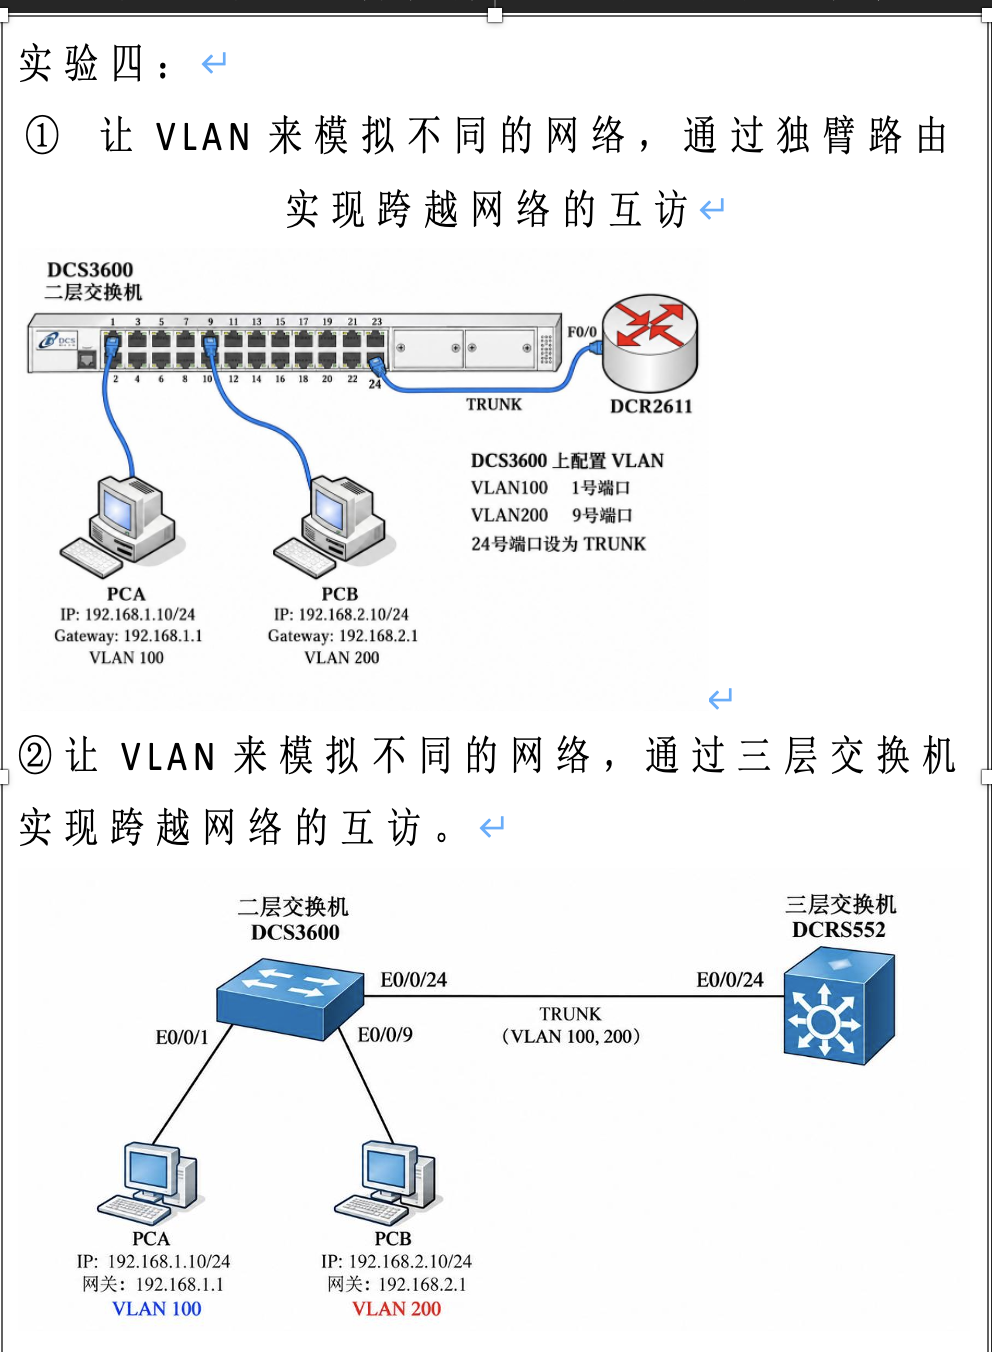 实验四：
① 让 VLAN 来模拟不同的网络，通过独臂路由
实现跨越网络的互访
DCS3600
二层交换机
1 3 5 7 9 11 13 15 17 19 21 23
DCS
2 4 6 8 10 12 14 16 18 20 22 24
F0/0
TRUNK
DCR2611
DCS3600 上配置 VLAN
VLAN100 1号端口
VLAN200 9号端口
24号端口设为 TRUNK
PCA
IP: 192.168.1.10/24
Gateway: 192.168.1.1
VLAN 100
PCB
IP: 192.168.2.10/24
Gateway: 192.168.2.1
VLAN 200
②让 VLAN 来模拟不同的网络，通过三层交换机
实现跨越网络的互访。
二层交换机
DCS3600
三层交换机
DCRS552
E0/0/24
E0/0/24
TRUNK
（VLAN 100, 200）
E0/0/1
E0/0/9
PCA
IP: 192.168.1.10/24
网关：192.168.1.1
VLAN 100
PCB
IP: 192.168.2.10/24
网关：192.168.2.1
VLAN 200